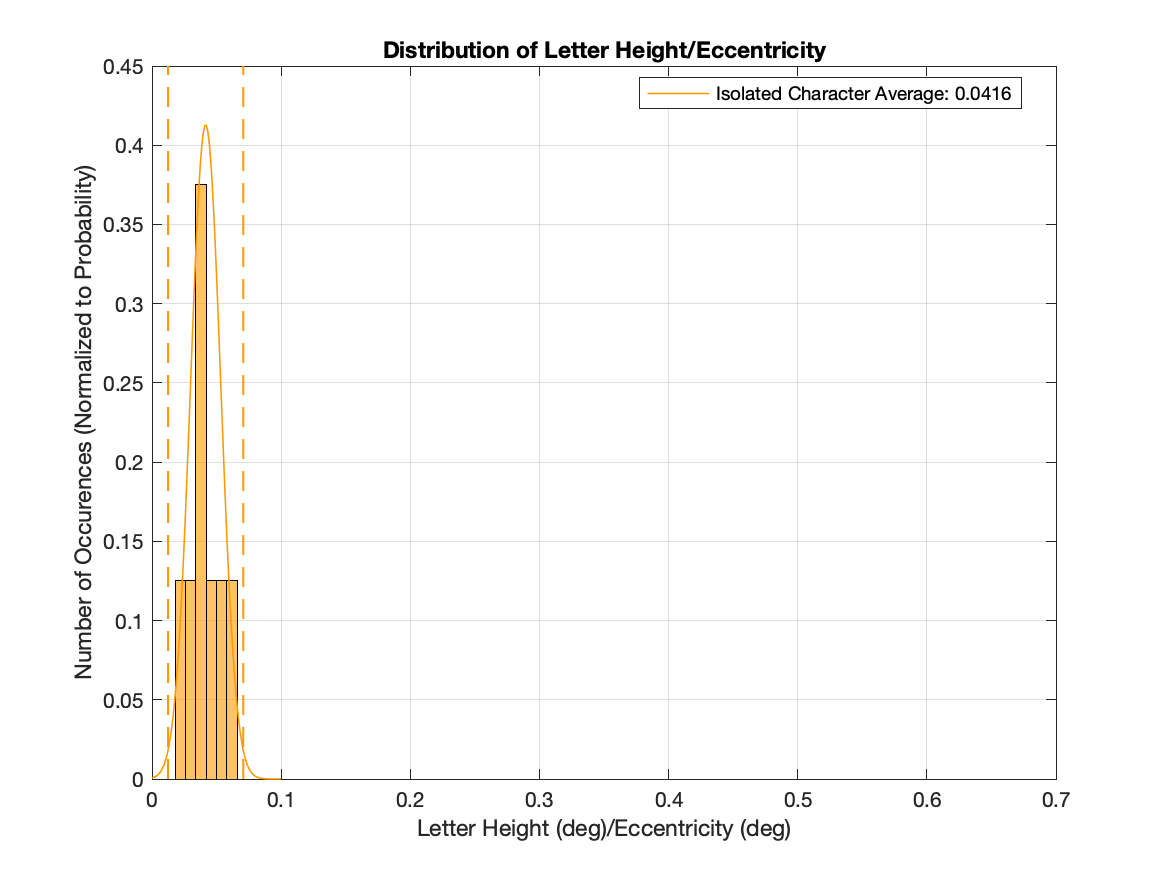 Distribution of Letter Height/Eccentricity
Isolated Character Average: 0.0416
Number of Occurences (Normalized to Probability)
0.45
0.4
0.35
0.3
0.25
0.2
0.15
0.1
0.05
0
0 0.1 0.2 0.3 0.4 0.5 0.6 0.7
Letter Height (deg)/Eccentricity (deg)